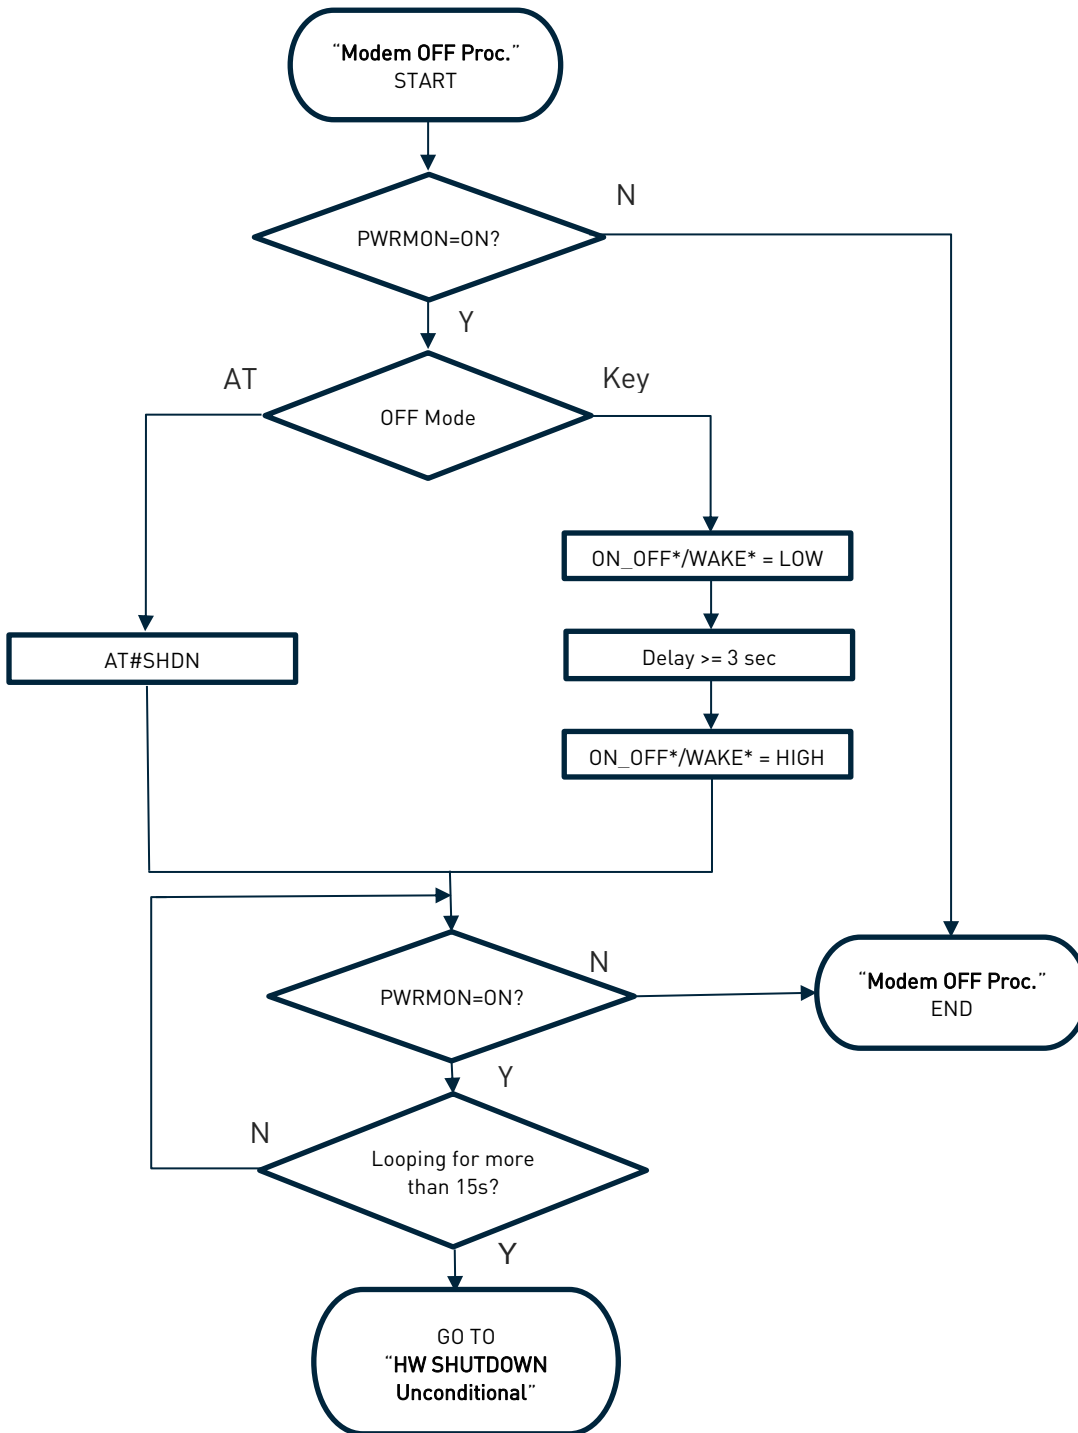 “Modem OFF Proc.”
START
N
PWRMON=ON?
Y
AT
Key
OFF Mode
ON_OFF*/WAKE* = LOW
AT#SHDN
Delay >= 3 sec
ON_OFF*/WAKE* = HIGH
N
PWRMON=ON?
“Modem OFF Proc.”
END
Y
N
Looping for more
than 15s?
Y
GO TO
“HW SHUTDOWN
Unconditional”